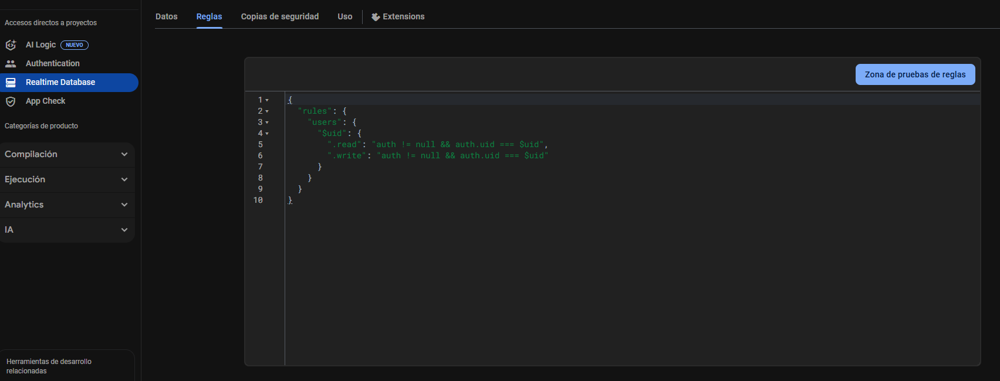 Accesos directos a proyectos
AI Logic NUEVO
Authentication
Realtime Database
App Check
Categorías de producto
Compilación
Ejecución
Analytics
IA
Herramientas de desarrollo
relacionadas
Datos Reglas Copias de seguridad Uso Extensions
Zona de pruebas de reglas
1 {
2 "rules": {
3 "users": {
4 "$uid": {
5 ".read": "auth != null && auth.uid === $uid",
6 ".write": "auth != null && auth.uid === $uid"
7 }
8 }
9 }
10 }